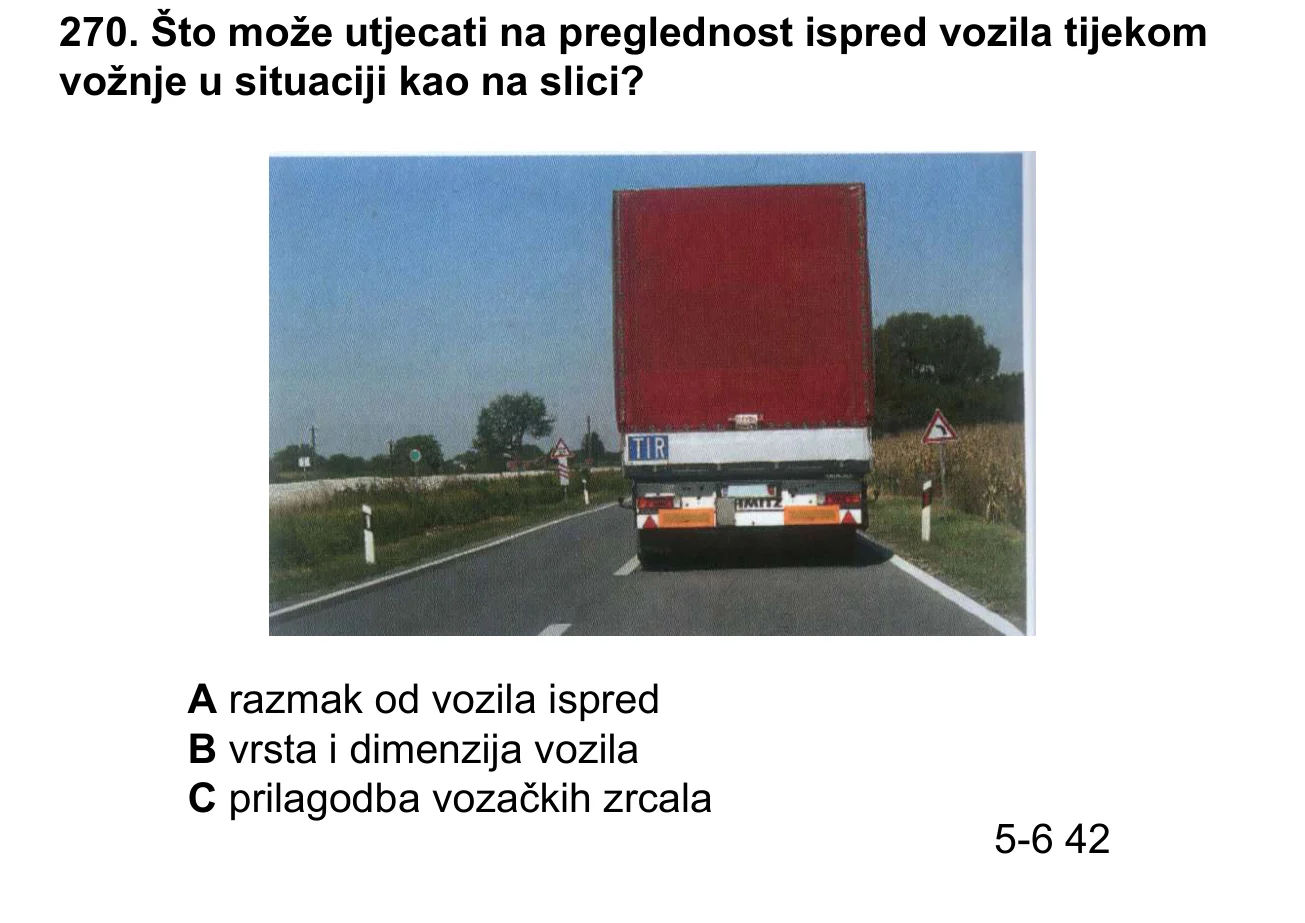 270. Što može utjecati na preglednost ispred vozila tijekom
vožnje u situaciji kao na slici?
TIR
A razmak od vozila ispred
B vrsta i dimenzija vozila
C prilagodba vozačkih zrcala
5-6 42